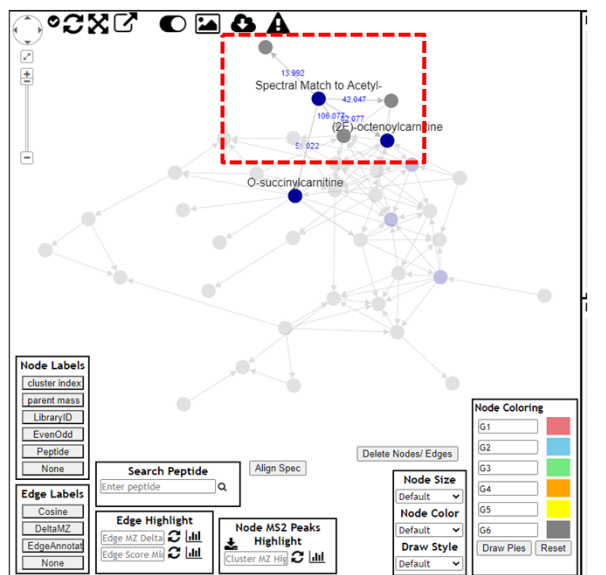 13.992
Spectral Match to Acetyl-
42.047
106.077
62.077
(2E)-octenoylcarnitine
51.022
O-succinylcarnitine
Node Labels
cluster index
parent mass
LibraryID
EvenOdd
Peptide
None
Edge Labels
Cosine
DeltaMZ
EdgeAnnotat
None
Search Peptide
Enter peptide
Align Spec
Edge Highlight
Edge MZ Delta
Edge Score Mi
Node MS2 Peaks
Highlight
Cluster MZ Hig
Delete Nodes/ Edges
Node Size
Default
Node Color
Default
Draw Style
Default
Node Coloring
G1
G2
G3
G4
G5
G6
Draw Pies
Reset